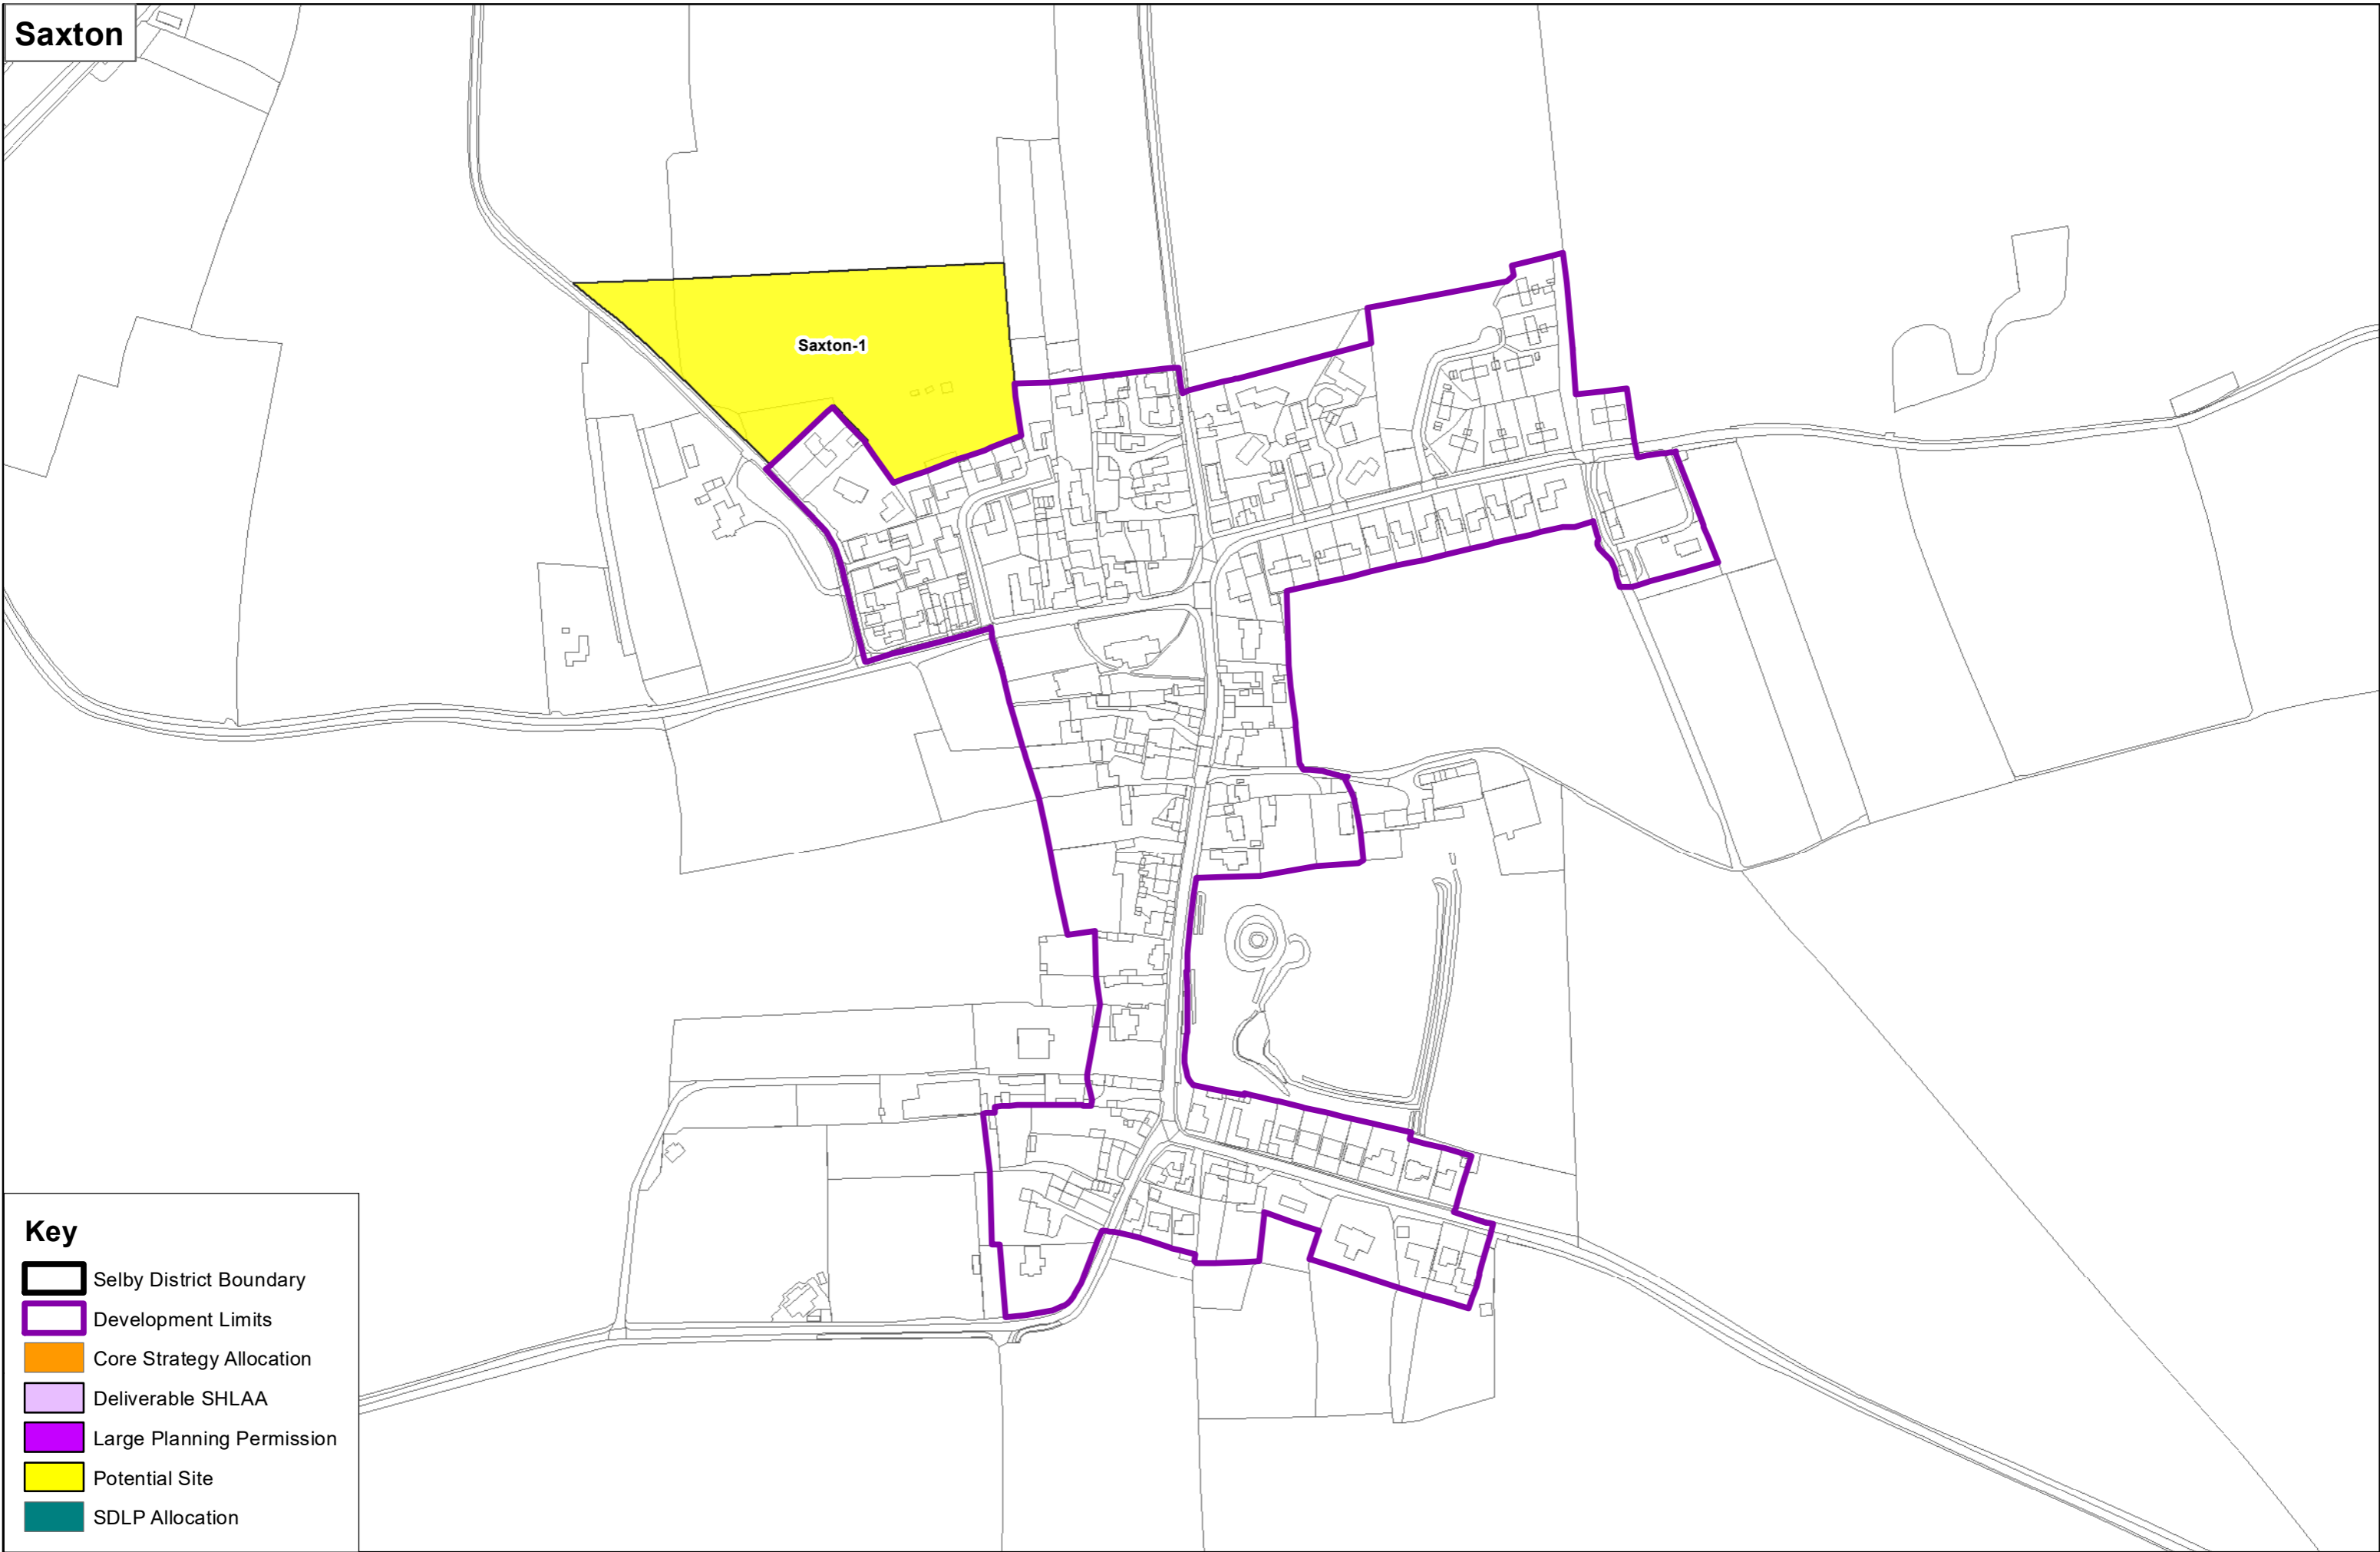 Saxton
Saxton-1
Key
Selby District Boundary
Development Limits
Core Strategy Allocation
Deliverable SHLAA
Large Planning Permission
Potential Site
SDLP Allocation